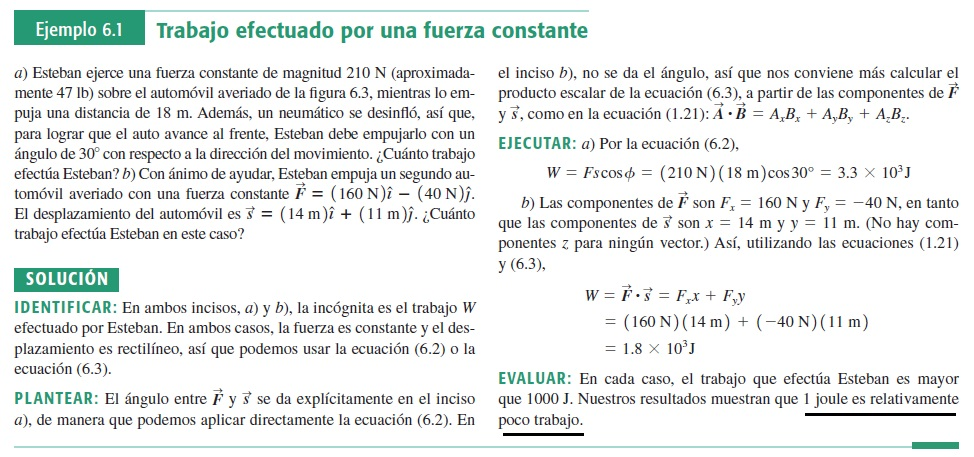 Ejemplo 6.1 Trabajo efectuado por una fuerza constante
a) Esteban ejerce una fuerza constante de magnitud 210 N (aproximada-
mente 47 lb) sobre el automóvil averiado de la figura 6.3, mientras lo em-
puja una distancia de 18 m. Además, un neumático se desinfló, así que,
para lograr que el auto avance al frente, Esteban debe empujarlo con un
ángulo de 30° con respecto a la dirección del movimiento. ¿Cuánto trabajo
efectúa Esteban? b) Con ánimo de ayudar, Esteban empuja un segundo au-
tomóvil averiado con una fuerza constante F⃗ = (160 N)î − (40 N)ĵ.
El desplazamiento del automóvil es s⃗ = (14 m)î + (11 m)ĵ. ¿Cuánto
trabajo efectúa Esteban en este caso?
SOLUCIÓN
IDENTIFICAR: En ambos incisos, a) y b), la incógnita es el trabajo W
efectuado por Esteban. En ambos casos, la fuerza es constante y el des-
plazamiento es rectilíneo, así que podemos usar la ecuación (6.2) o la
ecuación (6.3).
PLANTEAR: El ángulo entre F⃗ y s⃗ se da explícitamente en el inciso
a), de manera que podemos aplicar directamente la ecuación (6.2). En
el inciso b), no se da el ángulo, así que nos conviene más calcular el
producto escalar de la ecuación (6.3), a partir de las componentes de F⃗
y s⃗, como en la ecuación (1.21): A⃗ · B⃗ = AₓBₓ + A_yB_y + A_zB_z.
EJECUTAR: a) Por la ecuación (6.2),
W = Fs cos ϕ = (210 N)(18 m) cos 30° = 3.3 × 10³ J
b) Las componentes de F⃗ son Fₓ = 160 N y F_y = −40 N, en tanto
que las componentes de s⃗ son x = 14 m y y = 11 m. (No hay com-
ponentes z para ningún vector.) Así, utilizando las ecuaciones (1.21)
y (6.3),
W = F⃗ · s⃗ = Fₓx + F_yy
= (160 N)(14 m) + (−40 N)(11 m)
= 1.8 × 10³ J
EVALUAR: En cada caso, el trabajo que efectúa Esteban es mayor
que 1000 J. Nuestros resultados muestran que 1 joule es relativamente
poco trabajo.